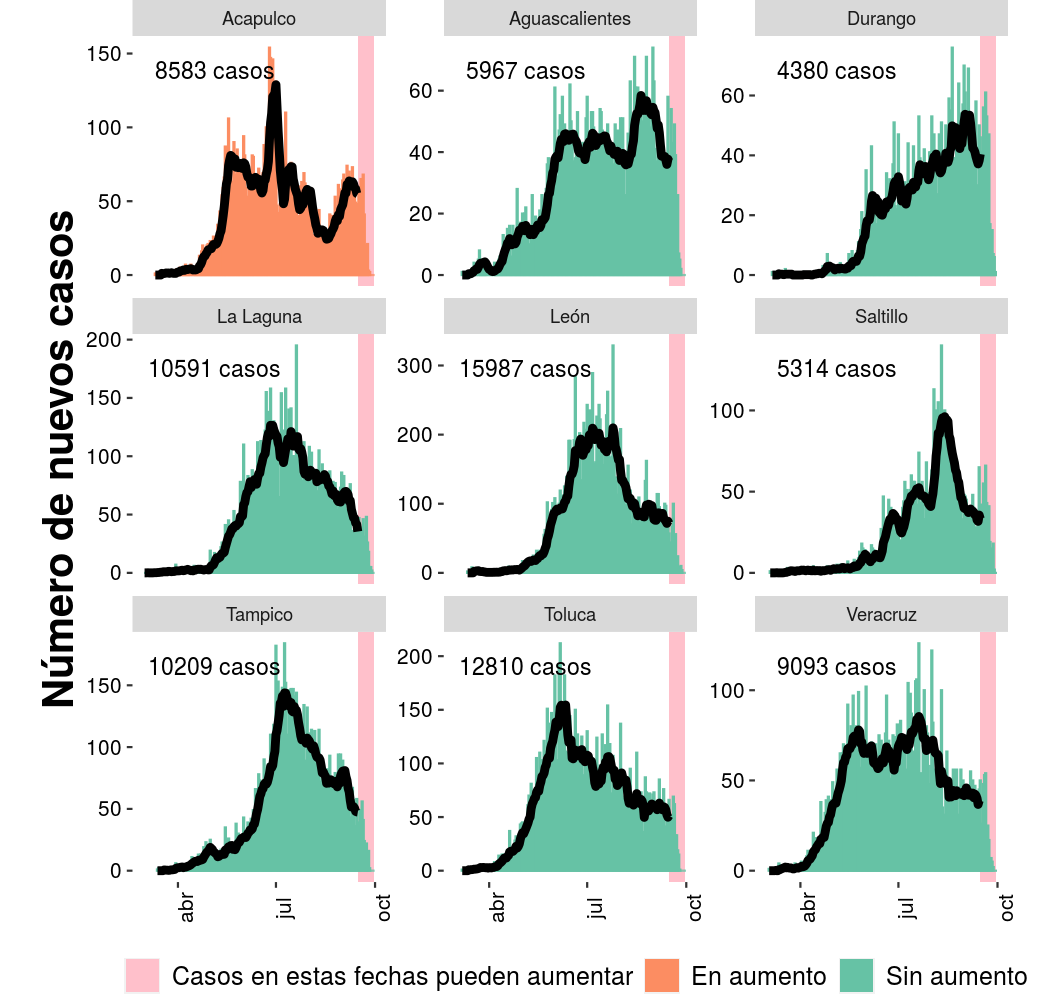 Número de nuevos casos
Acapulco
Aguascalientes
Durango
150
100
50
0
8583 casos
60
40
20
0
5967 casos
60
40
20
0
4380 casos
La Laguna
León
Saltillo
200
150
100
50
0
10591 casos
300
200
100
0
15987 casos
100
50
0
5314 casos
Tampico
Toluca
Veracruz
150
100
50
0
10209 casos
200
150
100
50
0
12810 casos
100
50
0
9093 casos
abr
jul
oct
abr
jul
oct
abr
jul
oct
Casos en estas fechas pueden aumentar
En aumento
Sin aumento